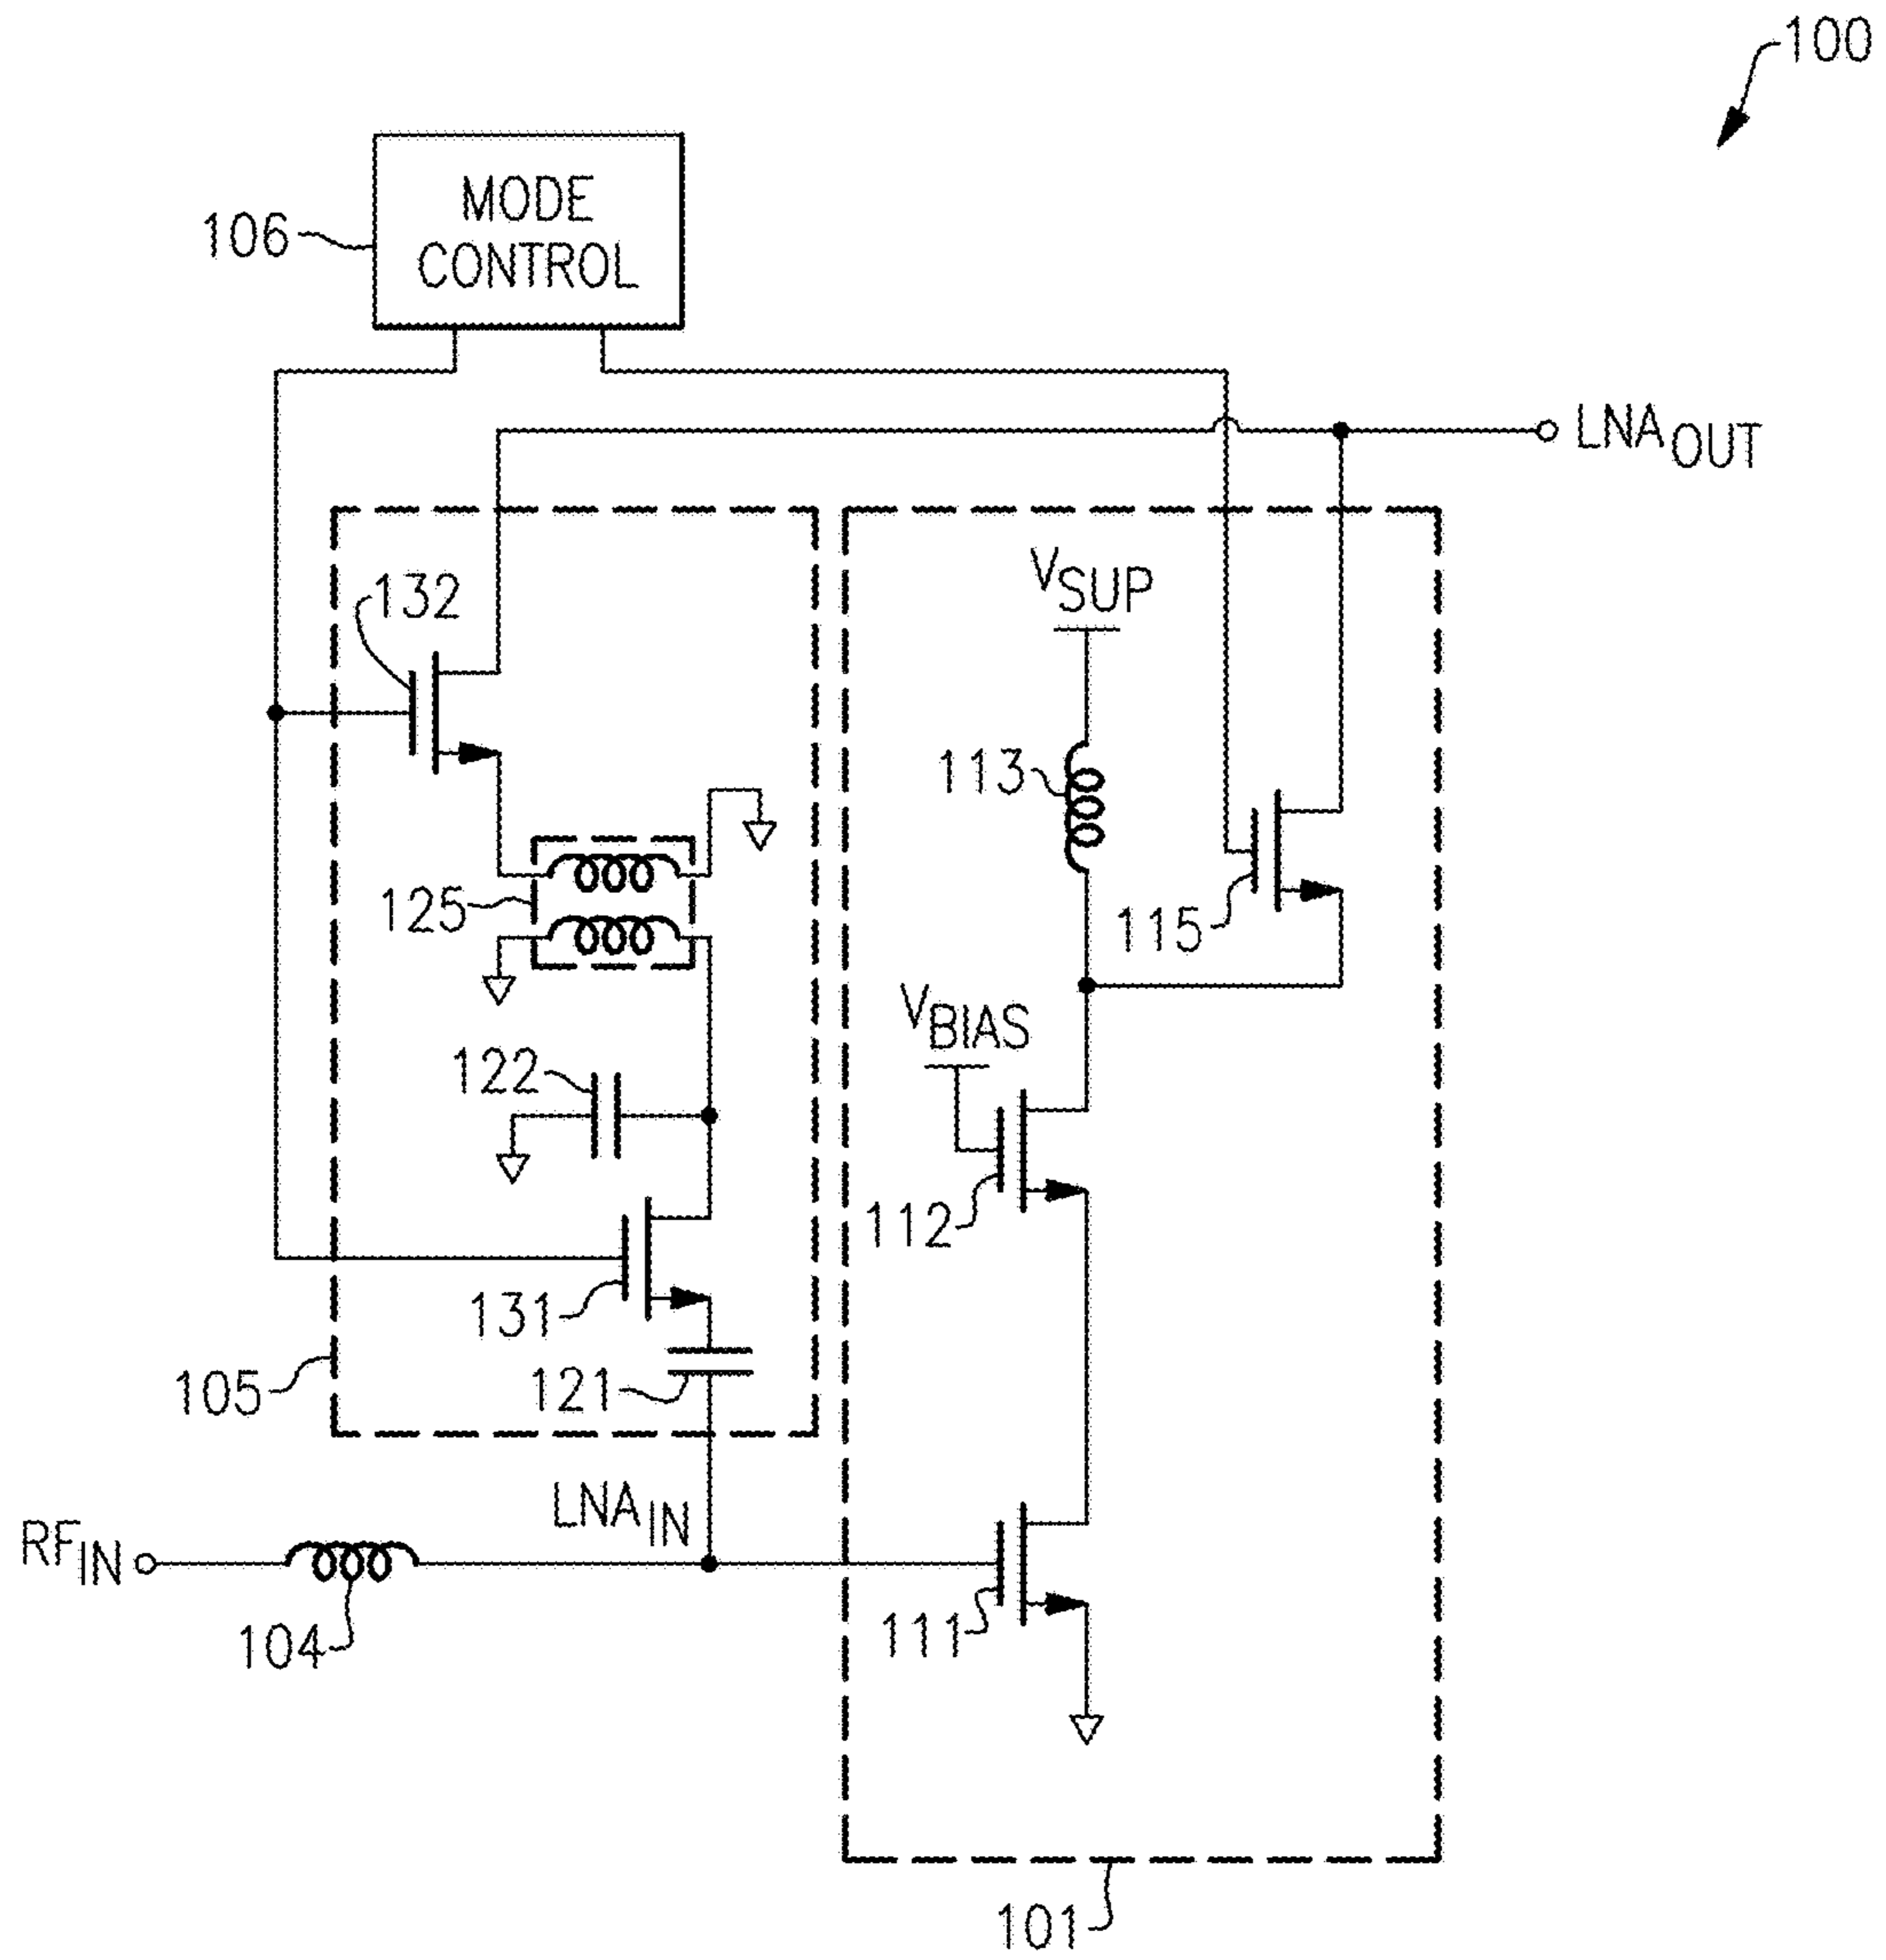 100
MODE
CONTROL
106
LNAOUT
132
VSUP
113
125
115
VBIAS
122
112
131
105
121
LNAIN
RFIN
104
111
101